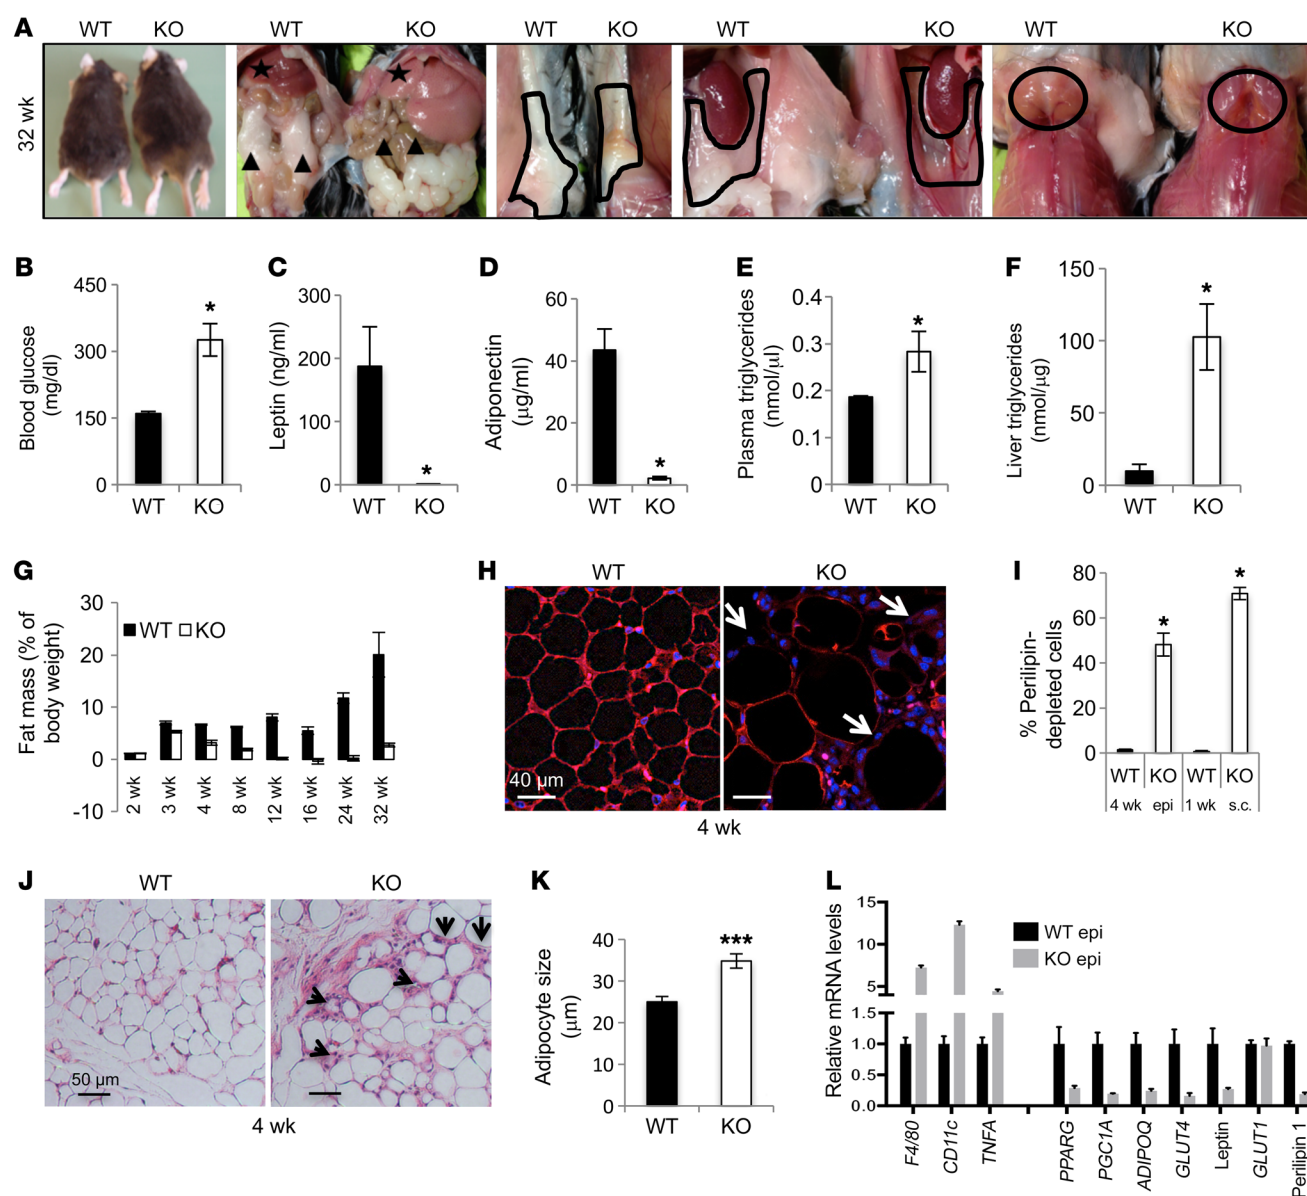 A
WT KO WT KO WT KO WT KO WT KO
32 wk
B
Blood glucose
(mg/dl)
450
300
150
0
*
WT KO
C
Leptin (ng/ml)
300
200
100
0
*
WT KO
D
Adiponectin
(µg/ml)
60
40
20
0
*
WT KO
E
Plasma triglycerides
(nmol/µl)
0.4
0.3
0.2
0.1
0
*
WT KO
F
Liver triglycerides
(nmol/µg)
150
100
50
0
*
WT KO
G
Fat mass (% of
body weight)
30
20
10
0
-10
WT KO
2 wk 3 wk 4 wk 8 wk 12 wk 16 wk 24 wk 32 wk
H
WT KO
40 µm
4 wk
I
% Perilipin-
depleted cells
80
60
40
20
0
* *
WT KO WT KO
4 wk epi 1 wk s.c.
J
WT KO
50 µm
4 wk
K
Adipocyte size
(µm)
40
30
20
10
0
***
WT KO
L
Relative mRNA levels
15
10
5
1.5
1.0
0.5
0.0
WT epi
KO epi
F4/80 CD11c TNFA PPARG PGC1A ADIPOQ GLUT4 Leptin GLUT1 Perilipin 1